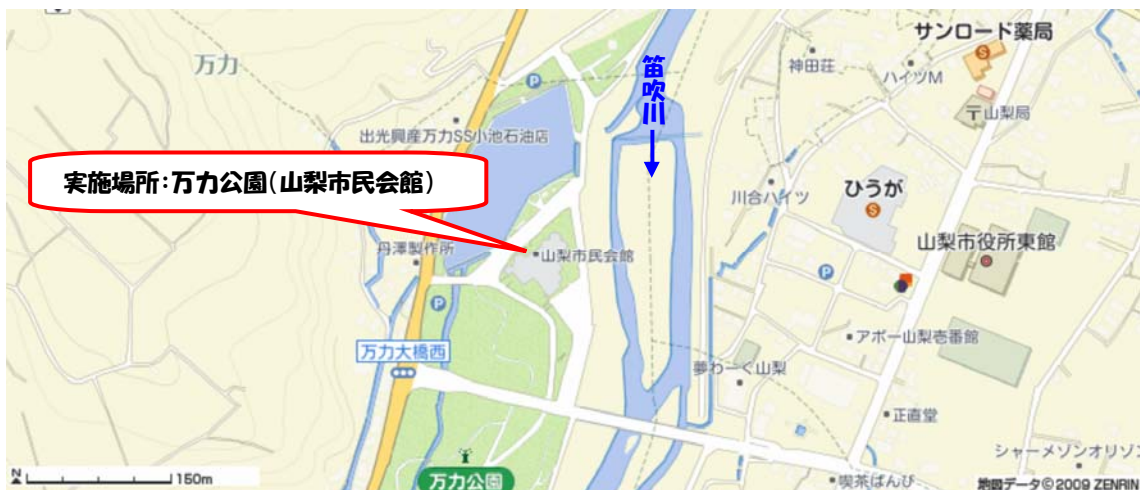 サンロード薬局
万力
笛吹川
神田荘
ハイツM
〒山梨局
出光興産万力SS小池石油店
実施場所:万力公園(山梨市民会館)
川合ハイツ
ひうが
丹澤製作所
山梨市民会館
山梨市役所東館
P
P
P
アボー山梨壱番館
万力大橋西
夢わーく山梨
正直堂
シャーメゾンオリゾン
N
150m
万力公園
喫茶ばんび
地図データ©2009 ZENRIN